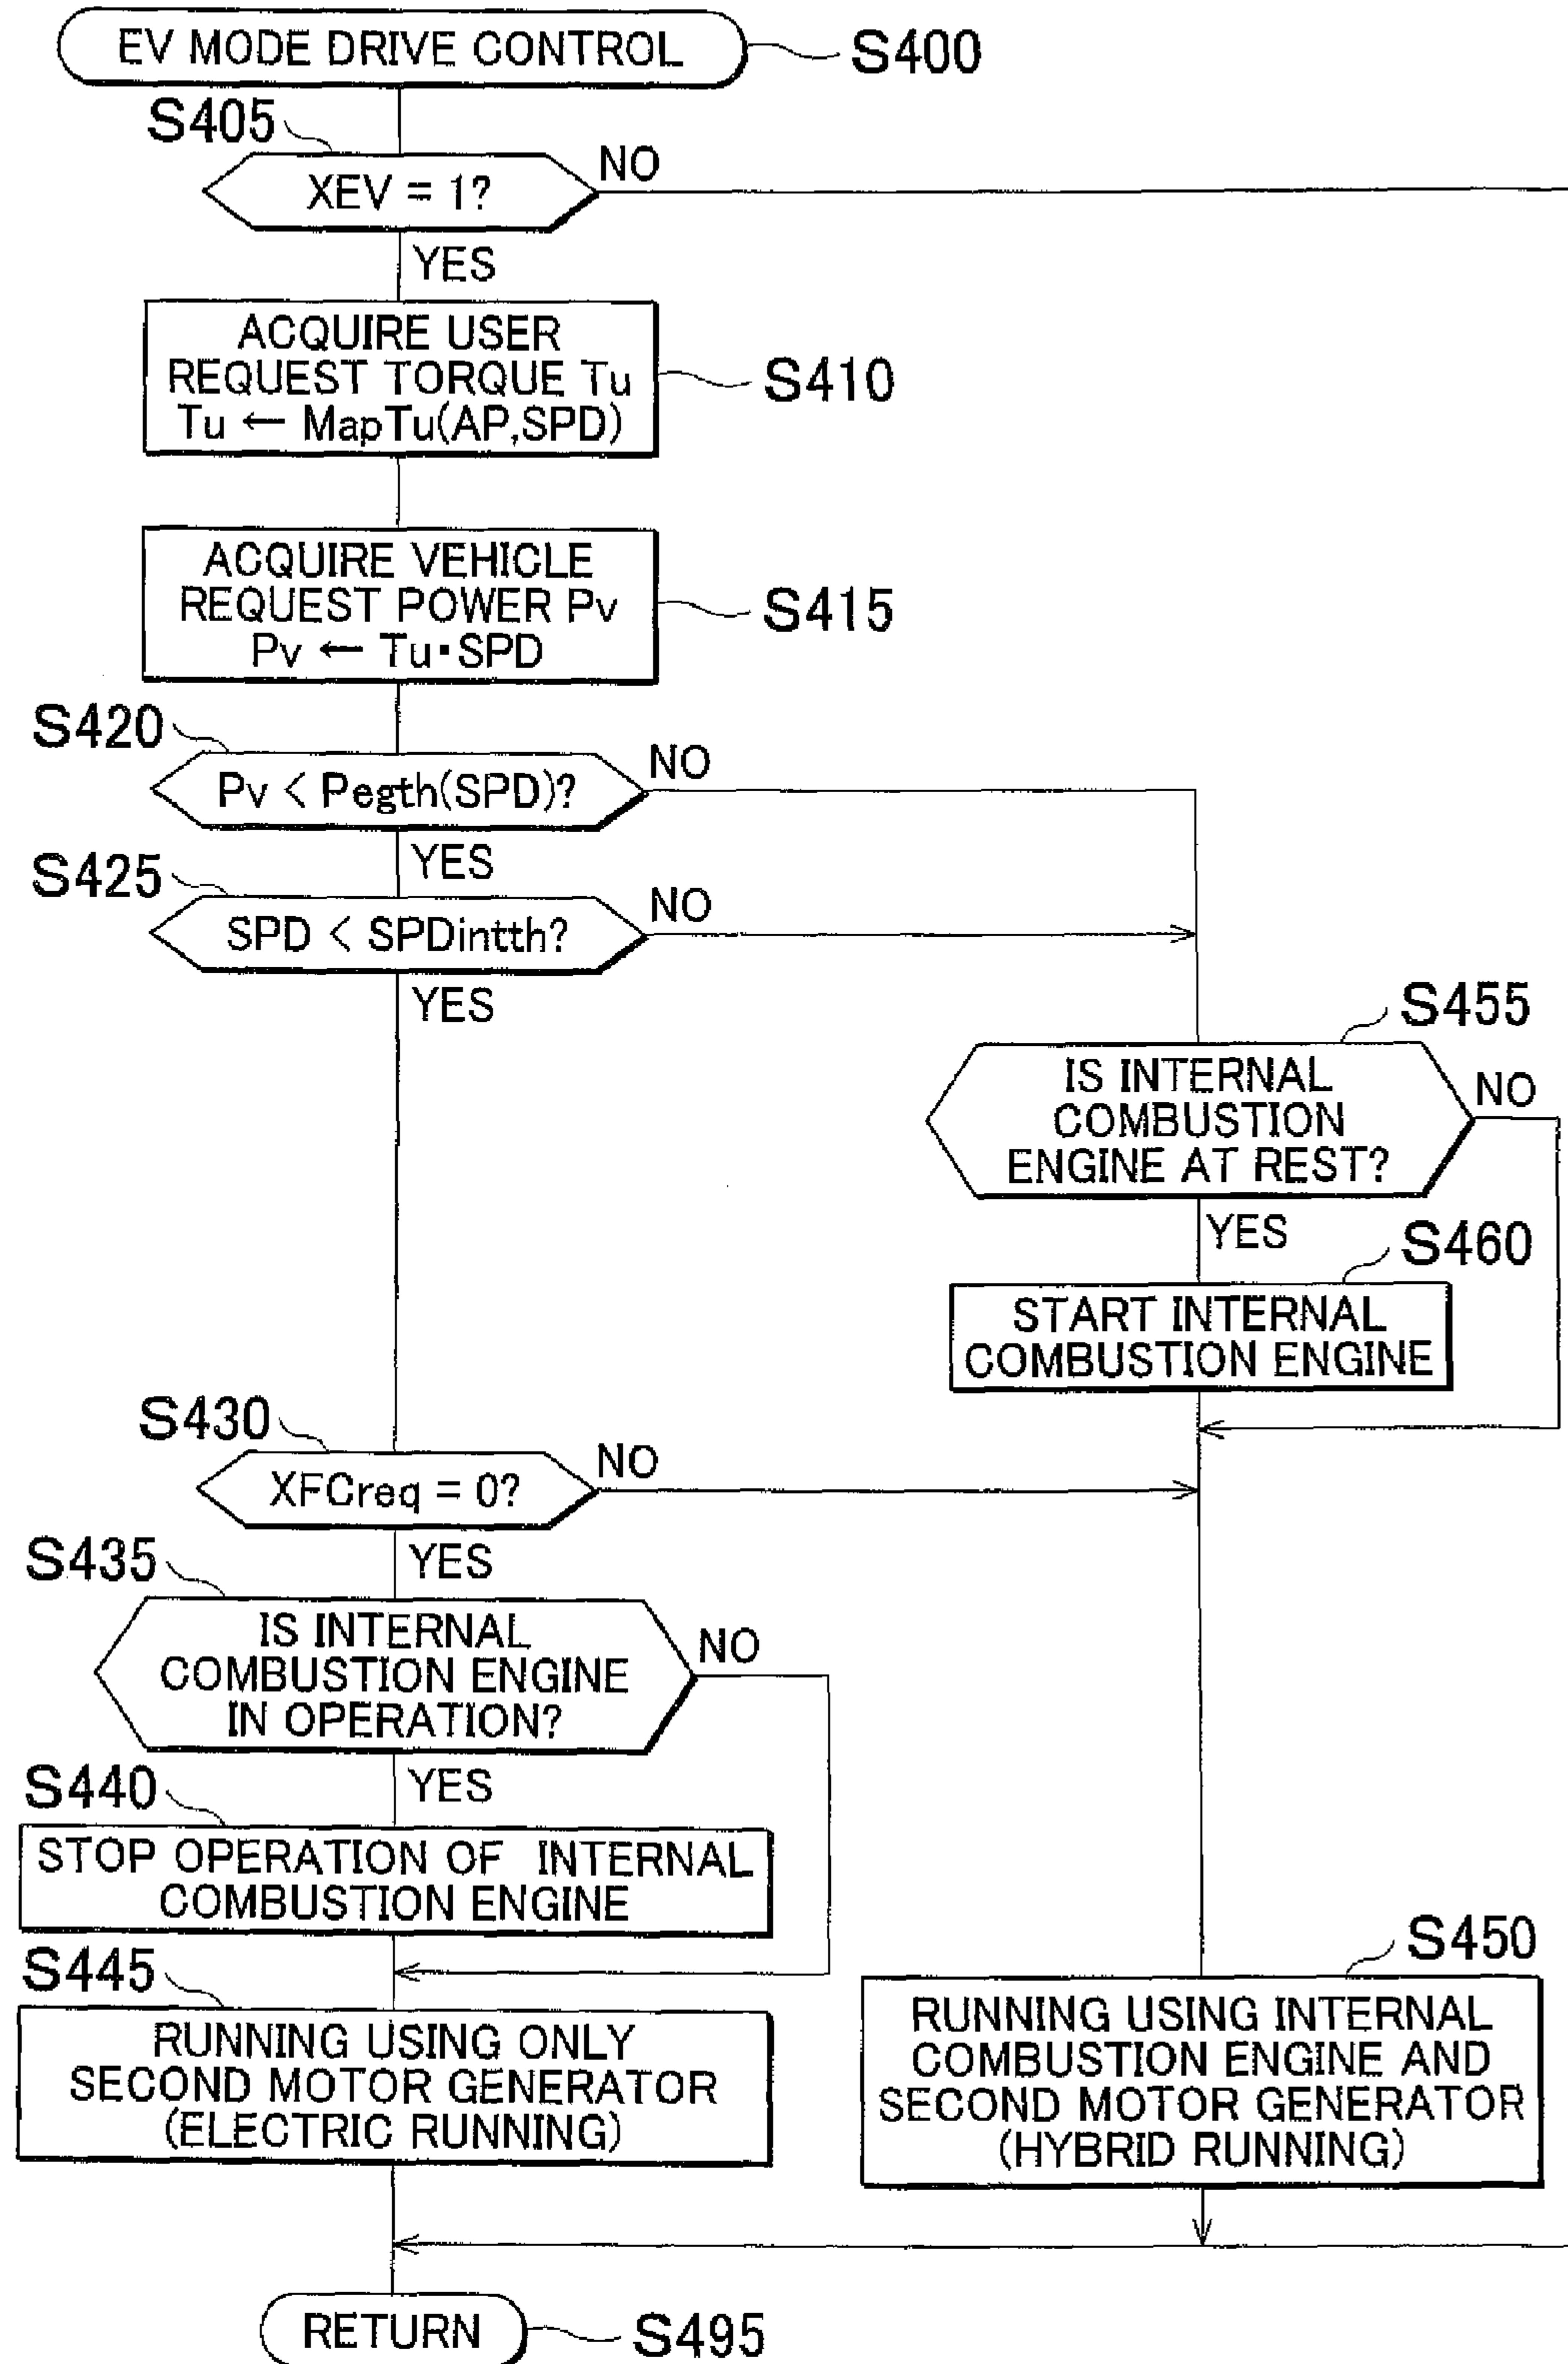 EV MODE DRIVE CONTROL
S400
S405
XEV = 1?
NO
YES
ACQUIRE USER
REQUEST TORQUE Tu
Tu ← MapTu(AP,SPD)
S410
ACQUIRE VEHICLE
REQUEST POWER Pv
Pv ← Tu・SPD
S415
S420
Pv < Pegth(SPD)?
NO
YES
S425
SPD < SPDintth?
NO
YES
S455
IS INTERNAL
COMBUSTION
ENGINE AT REST?
NO
YES
S460
START INTERNAL
COMBUSTION ENGINE
S430
XFCreq = 0?
NO
YES
S435
IS INTERNAL
COMBUSTION ENGINE
IN OPERATION?
NO
YES
S440
STOP OPERATION OF INTERNAL
COMBUSTION ENGINE
S445
RUNNING USING ONLY
SECOND MOTOR GENERATOR
(ELECTRIC RUNNING)
S450
RUNNING USING INTERNAL
COMBUSTION ENGINE AND
SECOND MOTOR GENERATOR
(HYBRID RUNNING)
RETURN
S495